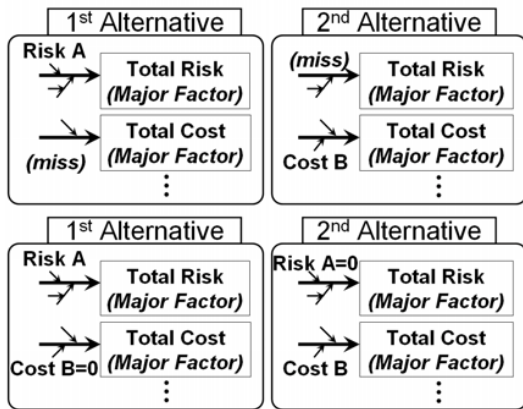 1st Alternative
Risk A
Total Risk
(Major Factor)
Total Cost
(miss)
(Major Factor)
2nd Alternative
(miss)
Total Risk
(Major Factor)
Total Cost
Cost B
(Major Factor)
1st Alternative
Risk A
Total Risk
(Major Factor)
Total Cost
Cost B=0
(Major Factor)
2nd Alternative
Risk A=0
Total Risk
(Major Factor)
Total Cost
Cost B
(Major Factor)